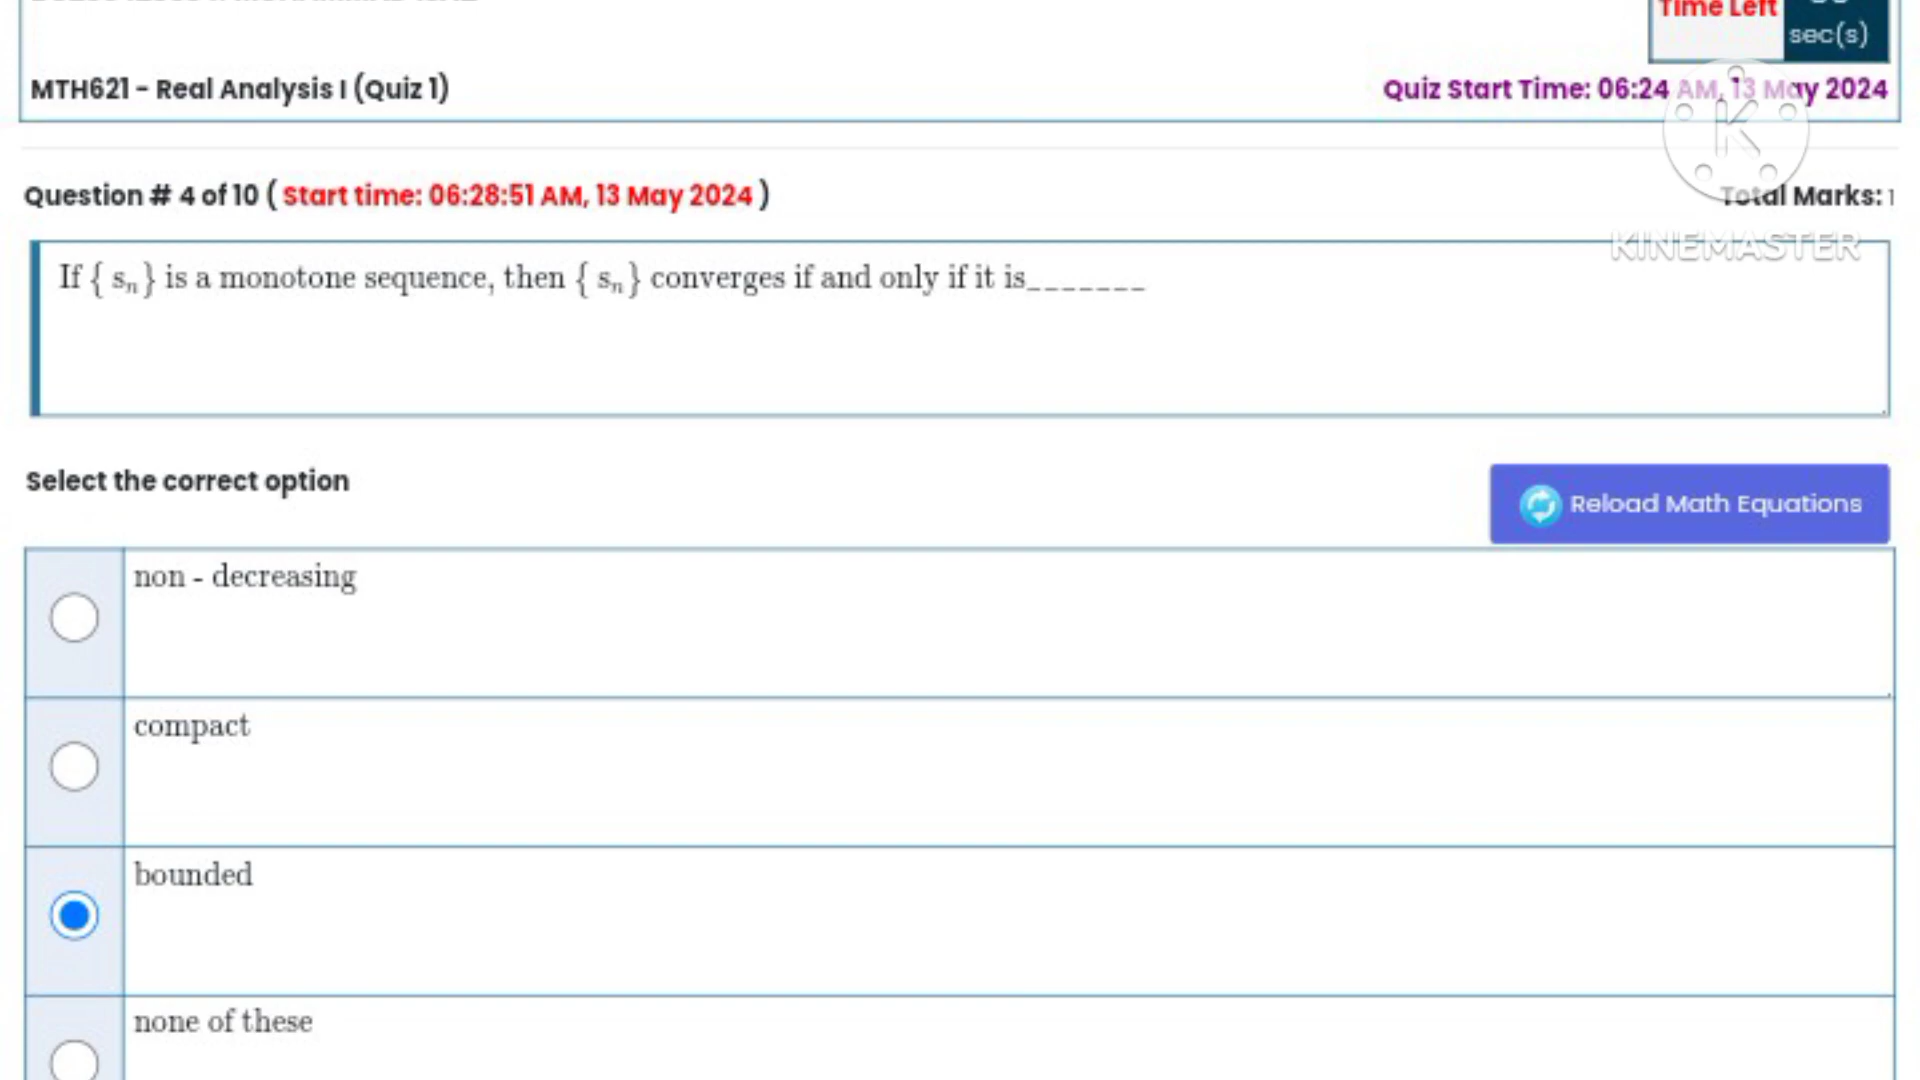 Time Left
sec(s)
MTH621 - Real Analysis I (Quiz 1)
Quiz Start Time: 06:24 AM, 13 May 2024
Question # 4 of 10 ( Start time: 06:28:51 AM, 13 May 2024 )
Total Marks: 1
KINEMASTER
If { sₙ} is a monotone sequence, then { sₙ} converges if and only if it is_______
Select the correct option
Reload Math Equations
non - decreasing
compact
bounded
none of these